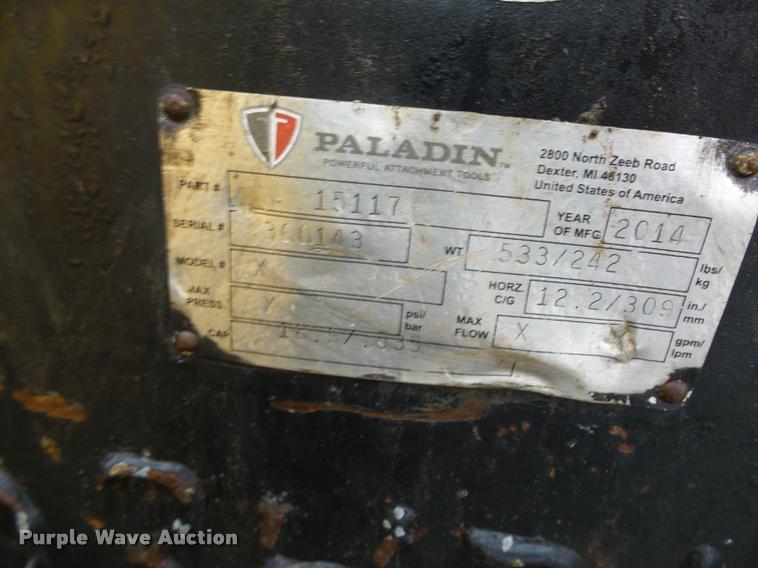 PALADIN™
POWERFUL ATTACHMENT TOOLS
2800 North Zeeb Road
Dexter, MI 48130
United States of America
PART # 15117
YEAR OF MFG 2014
SERIAL # 360143
WT 533/242 lbs/kg
MODEL # X
HORZ. C/G 12.2/309 in./mm
MAX PRESS X psi/bar
MAX FLOW X gpm/lpm
CAP
Purple Wave Auction®